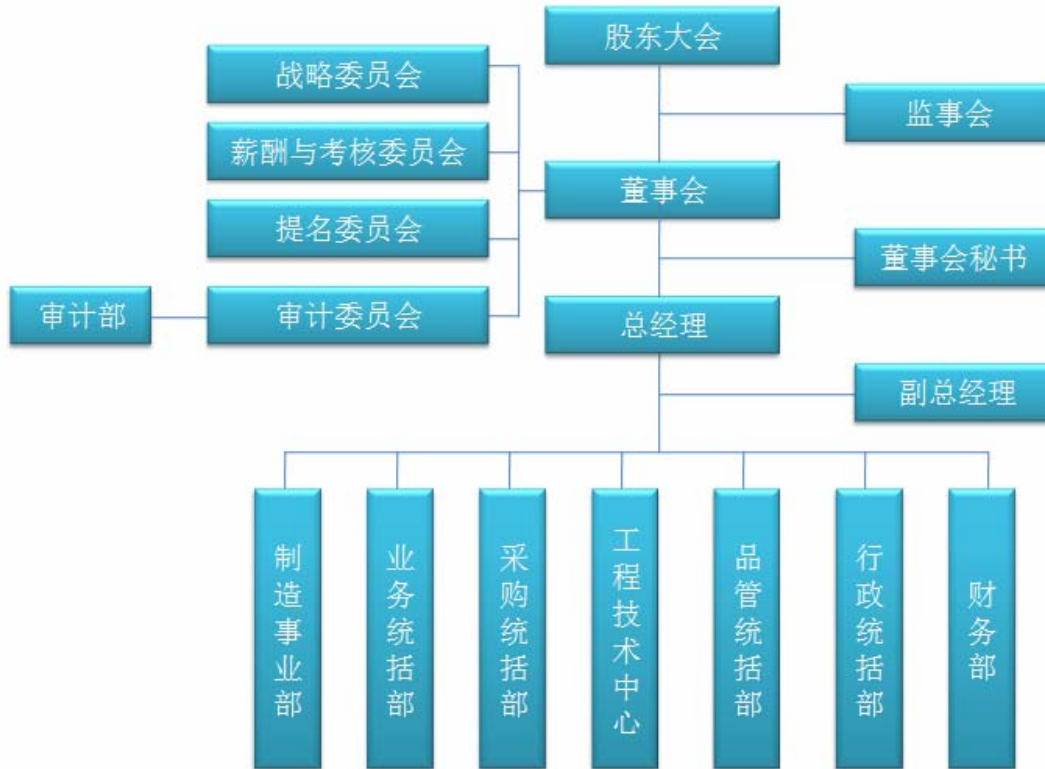 股东大会
战略委员会
监事会
薪酬与考核委员会
董事会
提名委员会
董事会秘书
审计部
审计委员会
总经理
副总经理
制造事业部
业务统括部
采购统括部
工程技术中心
品管统括部
行政统括部
财务部